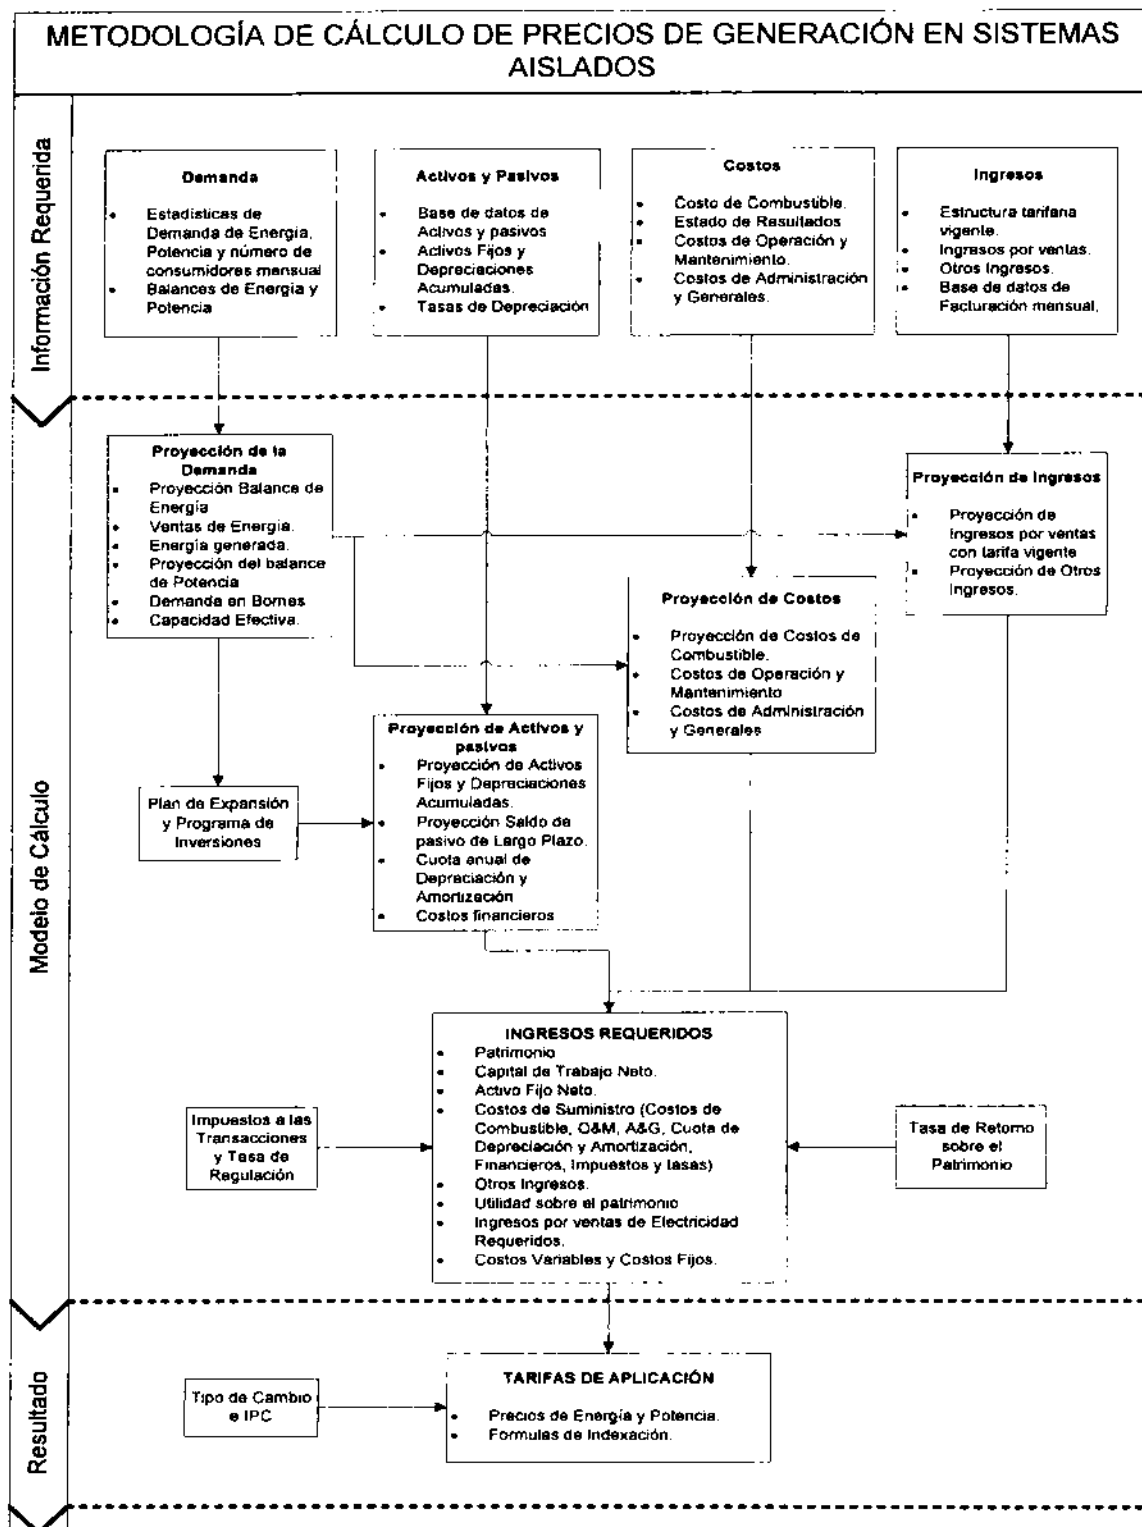 METODOLOGÍA DE CÁLCULO DE PRECIOS DE GENERACIÓN EN SISTEMAS
AISLADOS
Información Requerida
Demanda
• Estadísticas de
Demanda de Energía,
Potencia y número de
consumidores mensual
• Balances de Energía y
Potencia
Activos y Pasivos
• Base de datos de
Activos y pasivos
• Activos Fijos y
Depreciaciones
Acumuladas.
• Tasas de Depreciación
Costos
• Costo de Combustible.
• Estado de Resultados
• Costos de Operación y
Mantenimiento.
• Costos de Administración
y Generales.
Ingresos
• Estructura tarifaria
vigente.
• Ingresos por ventas.
• Otros Ingresos.
• Base de datos de
Facturación mensual,
Modelo de Cálculo
Proyección de la
Demanda
• Proyección Balance de
Energía
• Ventas de Energía.
• Energía generada.
• Proyección del balance
de Potencia
• Demanda en Bornes
• Capacidad Efectiva.
Proyección de Ingresos
• Proyección de
Ingresos por ventas
con tarifa vigente
• Proyección de Otros
Ingresos.
Proyección de Costos
• Proyección de Costos de
Combustible.
• Costos de Operación y
Mantenimiento
• Costos de Administración
y Generales
Proyección de Activos y
pasivos
• Proyección de Activos
Fijos y Depreciaciones
Acumuladas.
• Proyección Saldo de
pasivo de Largo Plazo.
• Cuota anual de
Depreciación y
Amortización
• Costos financieros
Plan de Expansión
y Programa de
Inversiones
INGRESOS REQUERIDOS
• Patrimonio
• Capital de Trabajo Neto.
• Activo Fijo Neto.
• Costos de Suministro (Costos de
Combustible, O&M, A&G, Cuota de
Depreciación y Amortización,
Financieros, Impuestos y tasas)
• Otros Ingresos.
• Utilidad sobre el patrimonio
• Ingresos por ventas de Electricidad
Requeridos.
• Costos Variables y Costos Fijos.
Impuestos a las
Transacciones
y Tasa de
Regulación
Tasa de Retorno
sobre el
Patrimonio
Resultado
Tipo de Cambio
e IPC
TARIFAS DE APLICACIÓN
• Precios de Energía y Potencia.
• Formulas de Indexación.